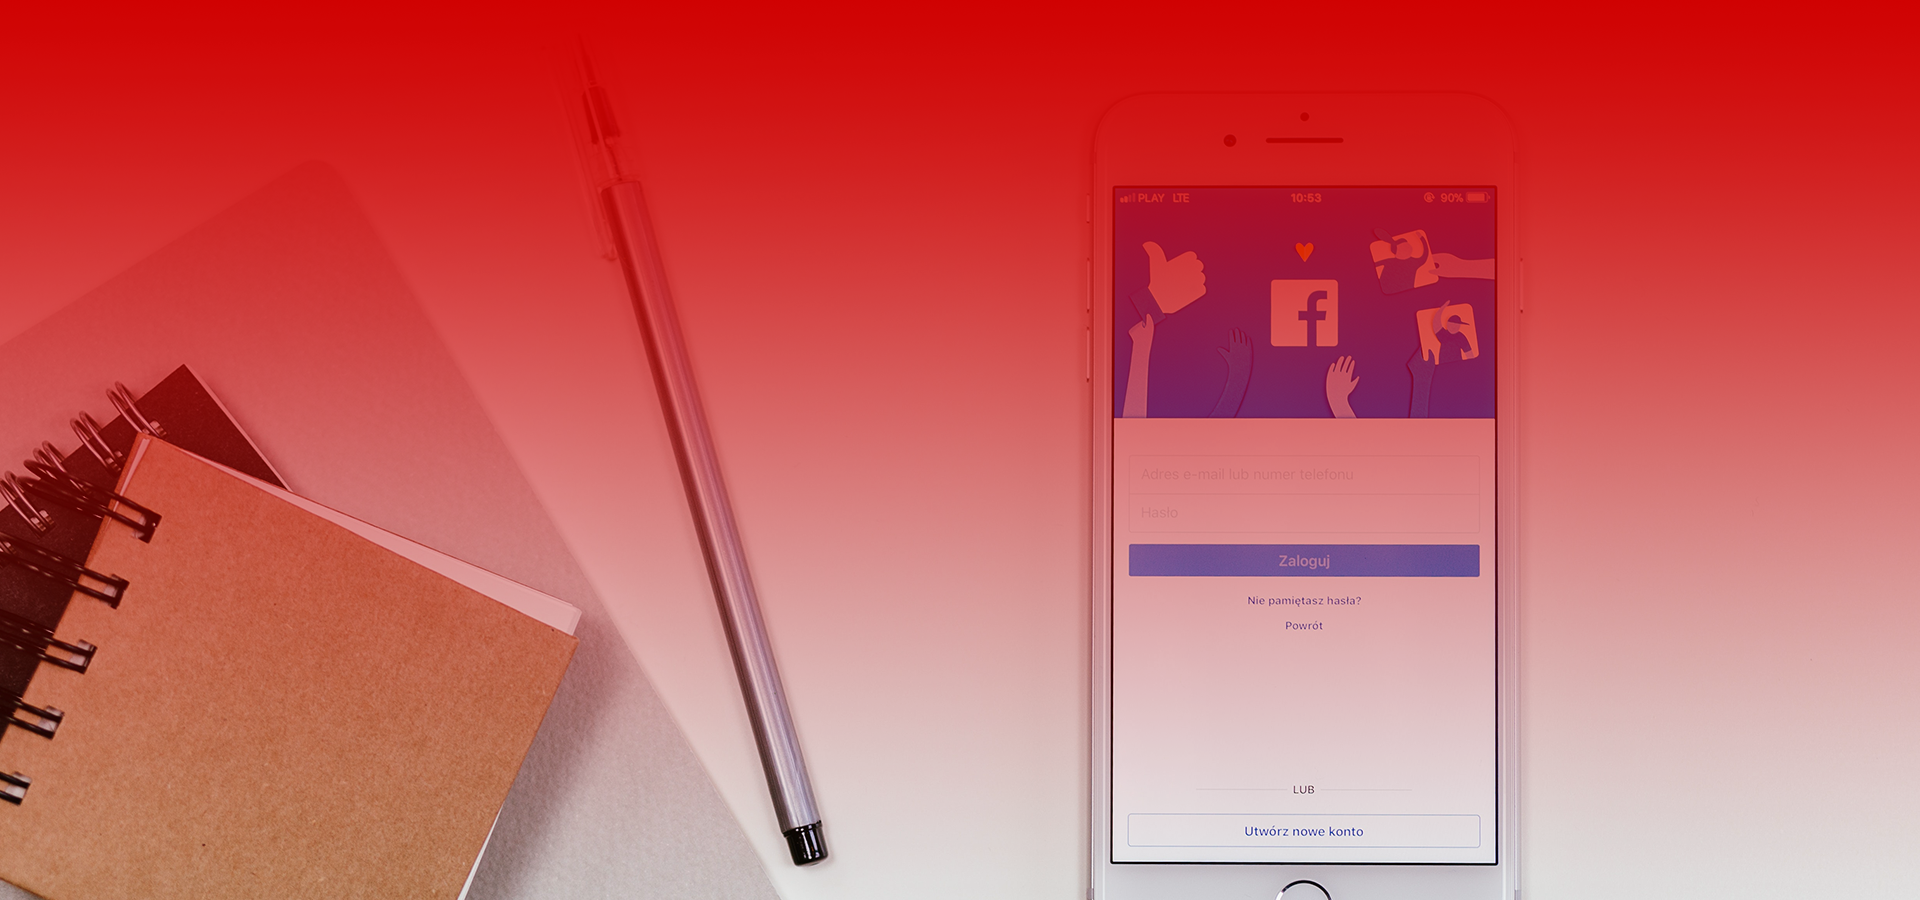 PLAY LTE 10:53 90%
f
Adres e-mail lub numer telefonu
Hasło
Zaloguj
Nie pamiętasz hasła?
Powrót
LUB
Utwórz nowe konto